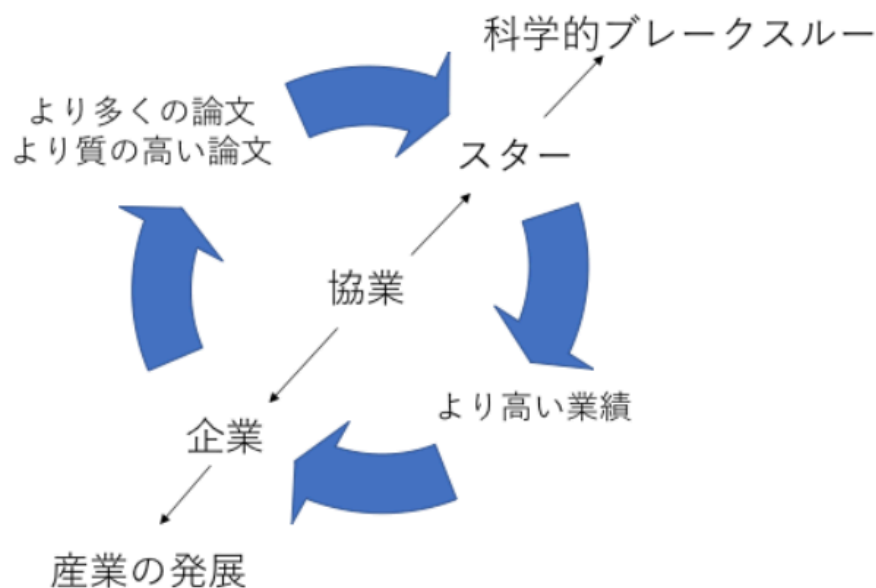 科学的ブレークスルー
より多くの論文
より質の高い論文
スター
協業
より高い業績
企業
産業の発展